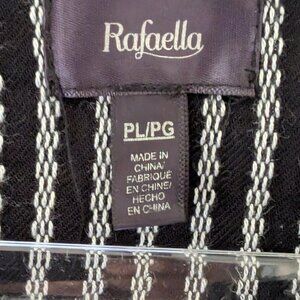 Rafaella
PL/PG
MADE IN
CHINA/
FABRIQUÉ
EN CHINE/
HECHO
EN CHINA